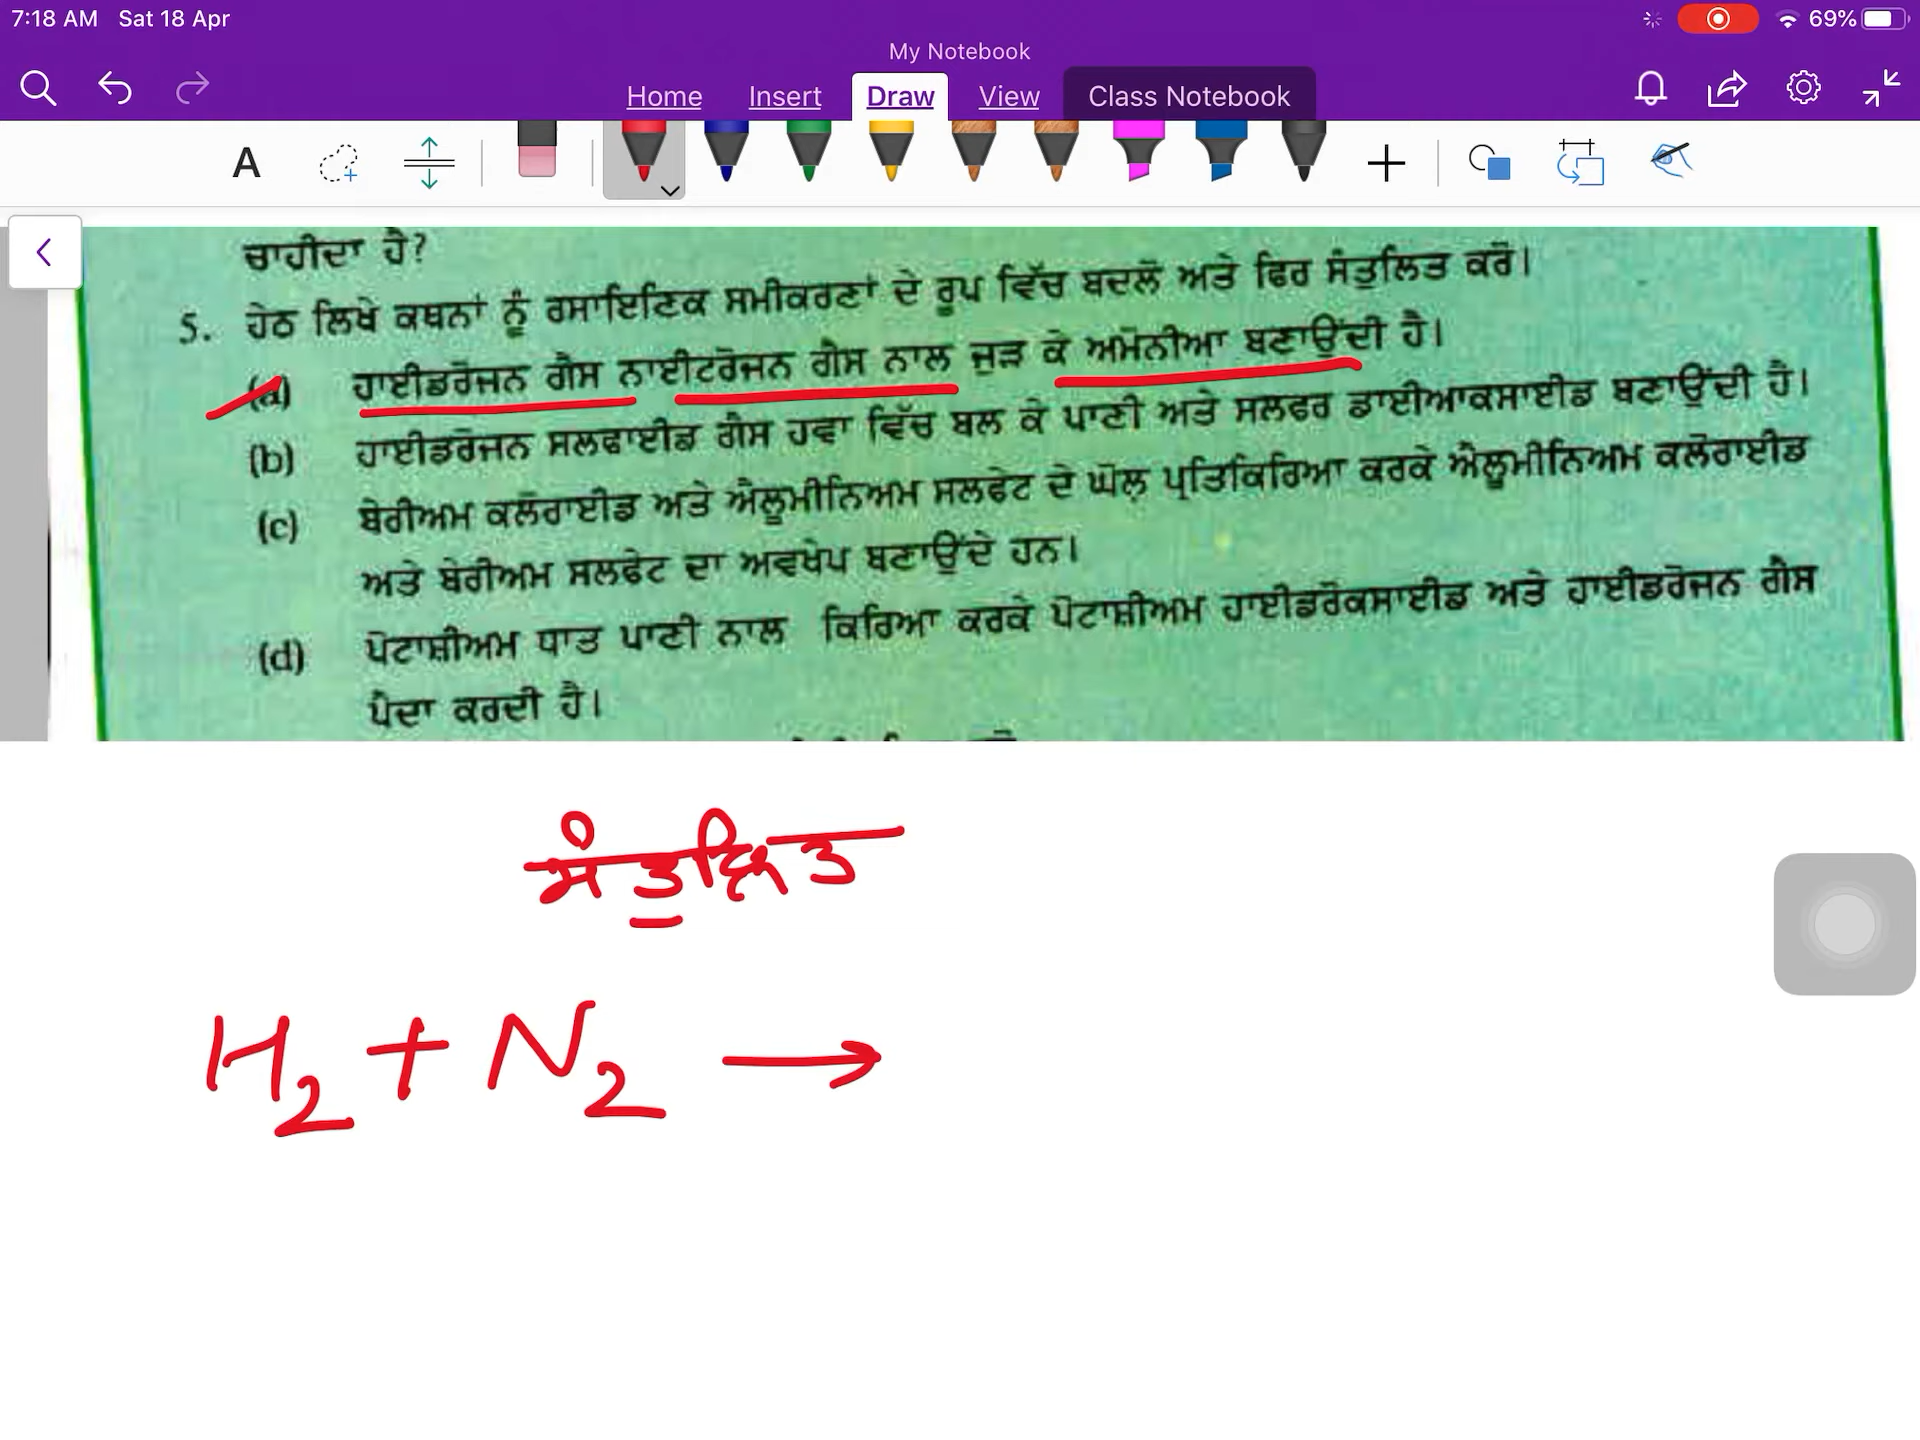 7:18 AM Sat 18 Apr
69%
My Notebook
Home Insert Draw View Class Notebook
A
ਚਾਹੀਦਾ ਹੈ?
5. ਹੇਠ ਲਿਖੇ ਕਥਨਾਂ ਨੂੰ ਰਸਾਇਣਿਕ ਸਮੀਕਰਣਾਂ ਦੇ ਰੂਪ ਵਿੱਚ ਬਦਲੋ ਅਤੇ ਫਿਰ ਸੰਤੁਲਿਤ ਕਰੋ।
(a) ਹਾਈਡਰੋਜਨ ਗੈਸ ਨਾਈਟਰੋਜਨ ਗੈਸ ਨਾਲ ਜੁੜ ਕੇ ਅਮੋਨੀਆ ਬਣਾਉਂਦੀ ਹੈ।
(b) ਹਾਈਡਰੋਜਨ ਸਲਫਾਈਡ ਗੈਸ ਹਵਾ ਵਿੱਚ ਬਲ ਕੇ ਪਾਣੀ ਅਤੇ ਸਲਫਰ ਡਾਈਆਕਸਾਈਡ ਬਣਾਉਂਦੀ ਹੈ।
(c) ਬੇਰੀਅਮ ਕਲੋਰਾਈਡ ਅਤੇ ਐਲੂਮੀਨਿਅਮ ਸਲਫੇਟ ਦੇ ਘੋਲ਼ ਪ੍ਰਤਿਕਿਰਿਆ ਕਰਕੇ ਐਲੂਮੀਨਿਅਮ ਕਲੋਰਾਈਡ
ਅਤੇ ਬੇਰੀਅਮ ਸਲਫੇਟ ਦਾ ਅਵਖੇਪ ਬਣਾਉਂਦੇ ਹਨ।
(d) ਪੋਟਾਸ਼ੀਅਮ ਧਾਤ ਪਾਣੀ ਨਾਲ ਕਿਰਿਆ ਕਰਕੇ ਪੋਟਾਸ਼ੀਅਮ ਹਾਈਡਰੋਕਸਾਈਡ ਅਤੇ ਹਾਈਡਰੋਜਨ ਗੈਸ
ਪੈਦਾ ਕਰਦੀ ਹੈ।
ਸੰਤੁਲਿਤ
H₂ + N₂ →